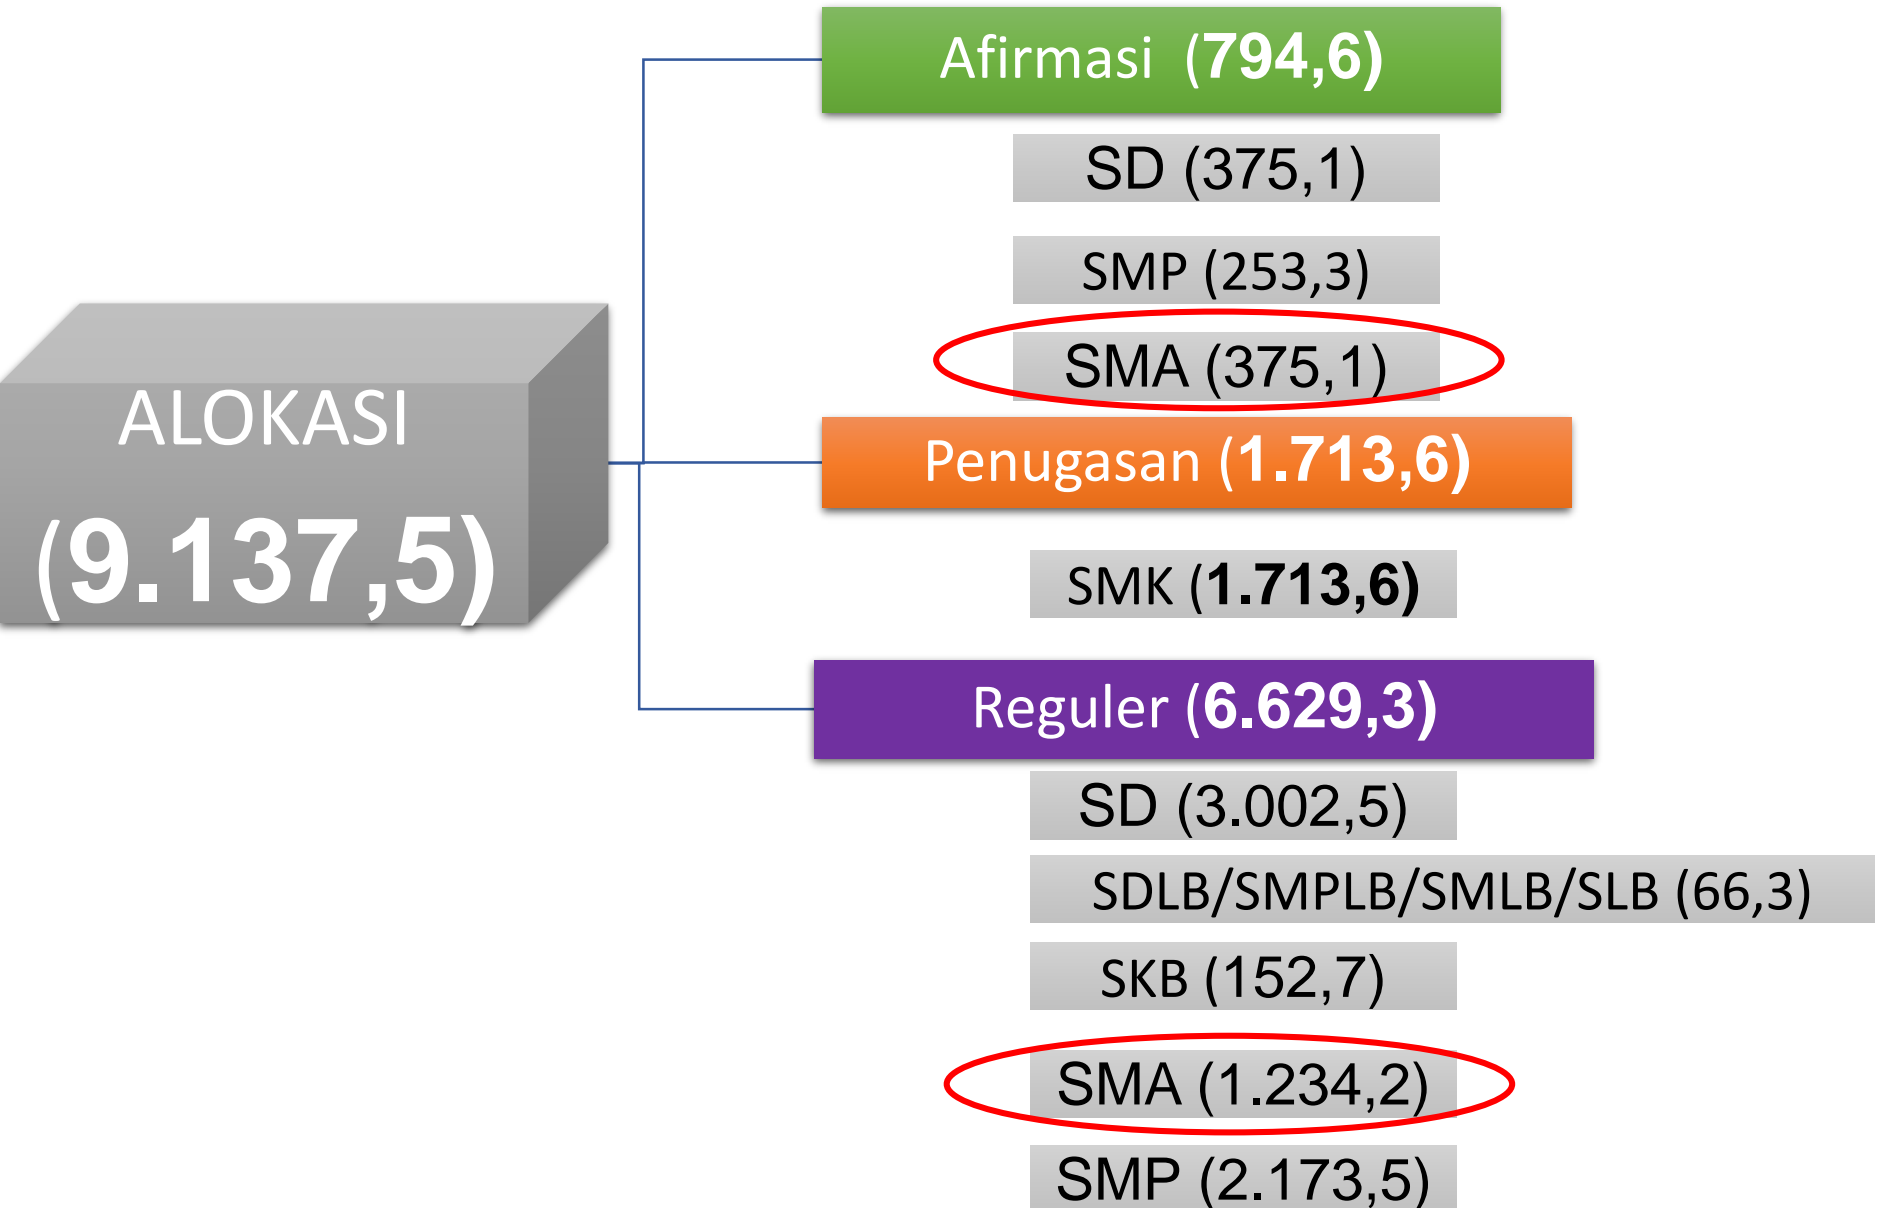 ALOKASI
(9.137,5)
Afirmasi (794,6)
SD (375,1)
SMP (253,3)
SMA (375,1)
Penugasan (1.713,6)
SMK (1.713,6)
Reguler (6.629,3)
SD (3.002,5)
SDLB/SMPLB/SMLB/SLB (66,3)
SKB (152,7)
SMA (1.234,2)
SMP (2.173,5)